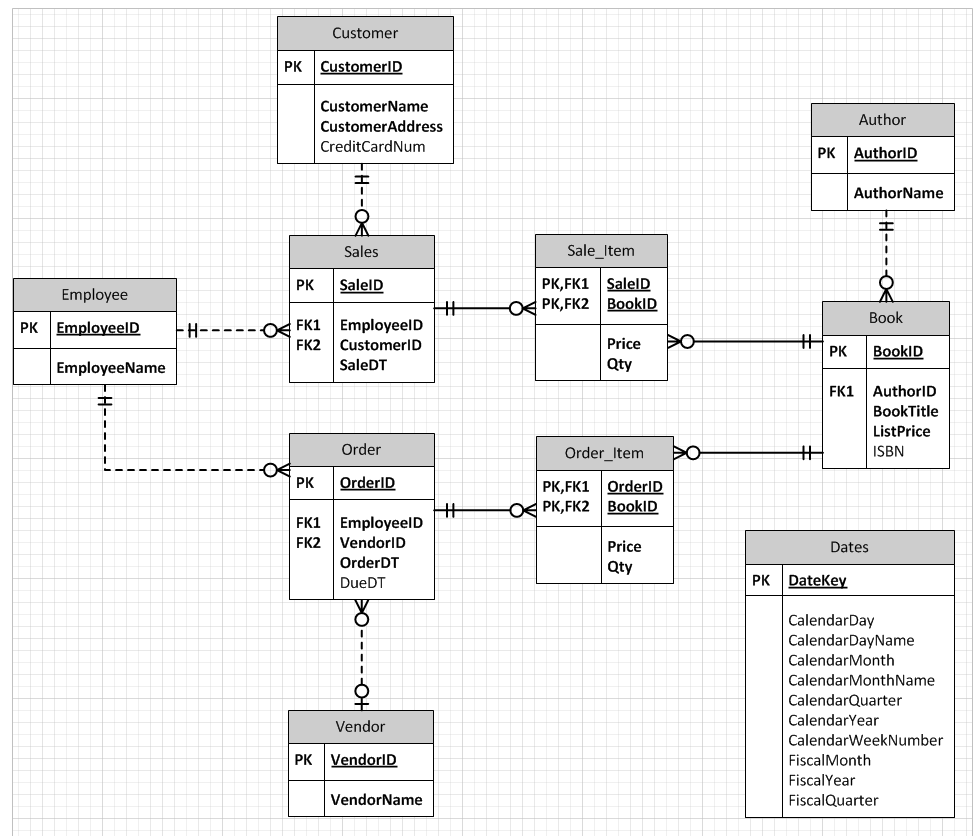 Customer
PK CustomerID
CustomerName
CustomerAddress
CreditCardNum
Author
PK AuthorID
AuthorName
Sales
PK SaleID
FK1 EmployeeID
FK2 CustomerID
SaleDT
Sale_Item
PK,FK1 SaleID
PK,FK2 BookID
Price
Qty
Employee
PK EmployeeID
EmployeeName
Book
PK BookID
FK1 AuthorID
BookTitle
ListPrice
ISBN
Order
PK OrderID
FK1 EmployeeID
FK2 VendorID
OrderDT
DueDT
Order_Item
PK,FK1 OrderID
PK,FK2 BookID
Price
Qty
Dates
PK DateKey
CalendarDay
CalendarDayName
CalendarMonth
CalendarMonthName
CalendarQuarter
CalendarYear
CalendarWeekNumber
FiscalMonth
FiscalYear
FiscalQuarter
Vendor
PK VendorID
VendorName